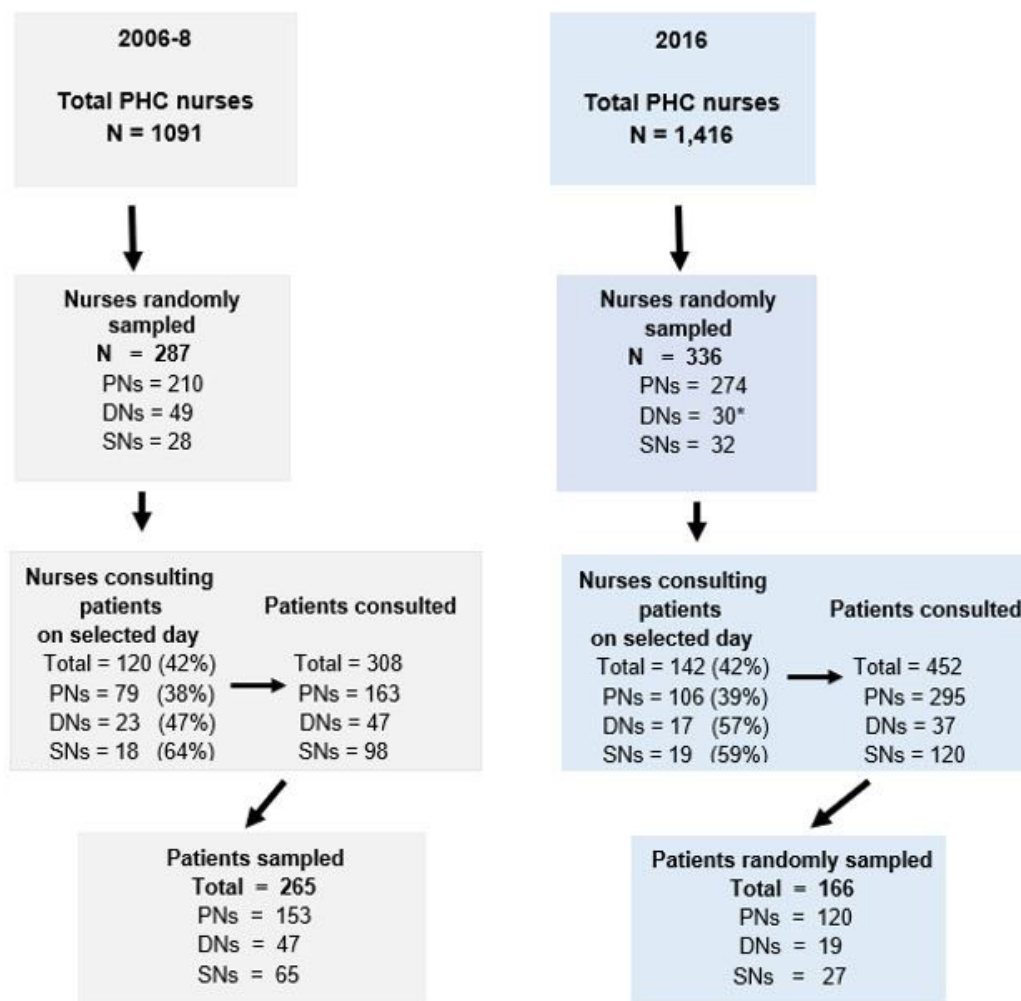 2006-8
Total PHC nurses
N = 1091
Nurses randomly
sampled
N = 287
PNs = 210
DNs = 49
SNs = 28
Nurses consulting
patients
on selected day
Total = 120 (42%)
PNs = 79 (38%)
DNs = 23 (47%)
SNs = 18 (64%)
Patients consulted
Total = 308
PNs = 163
DNs = 47
SNs = 98
Patients sampled
Total = 265
PNs = 153
DNs = 47
SNs = 65
2016
Total PHC nurses
N = 1,416
Nurses randomly
sampled
N = 336
PNs = 274
DNs = 30*
SNs = 32
Nurses consulting
patients
on selected day
Total = 142 (42%)
PNs = 106 (39%)
DNs = 17 (57%)
SNs = 19 (59%)
Patients consulted
Total = 452
PNs = 295
DNs = 37
SNs = 120
Patients randomly sampled
Total = 166
PNs = 120
DNs = 19
SNs = 27